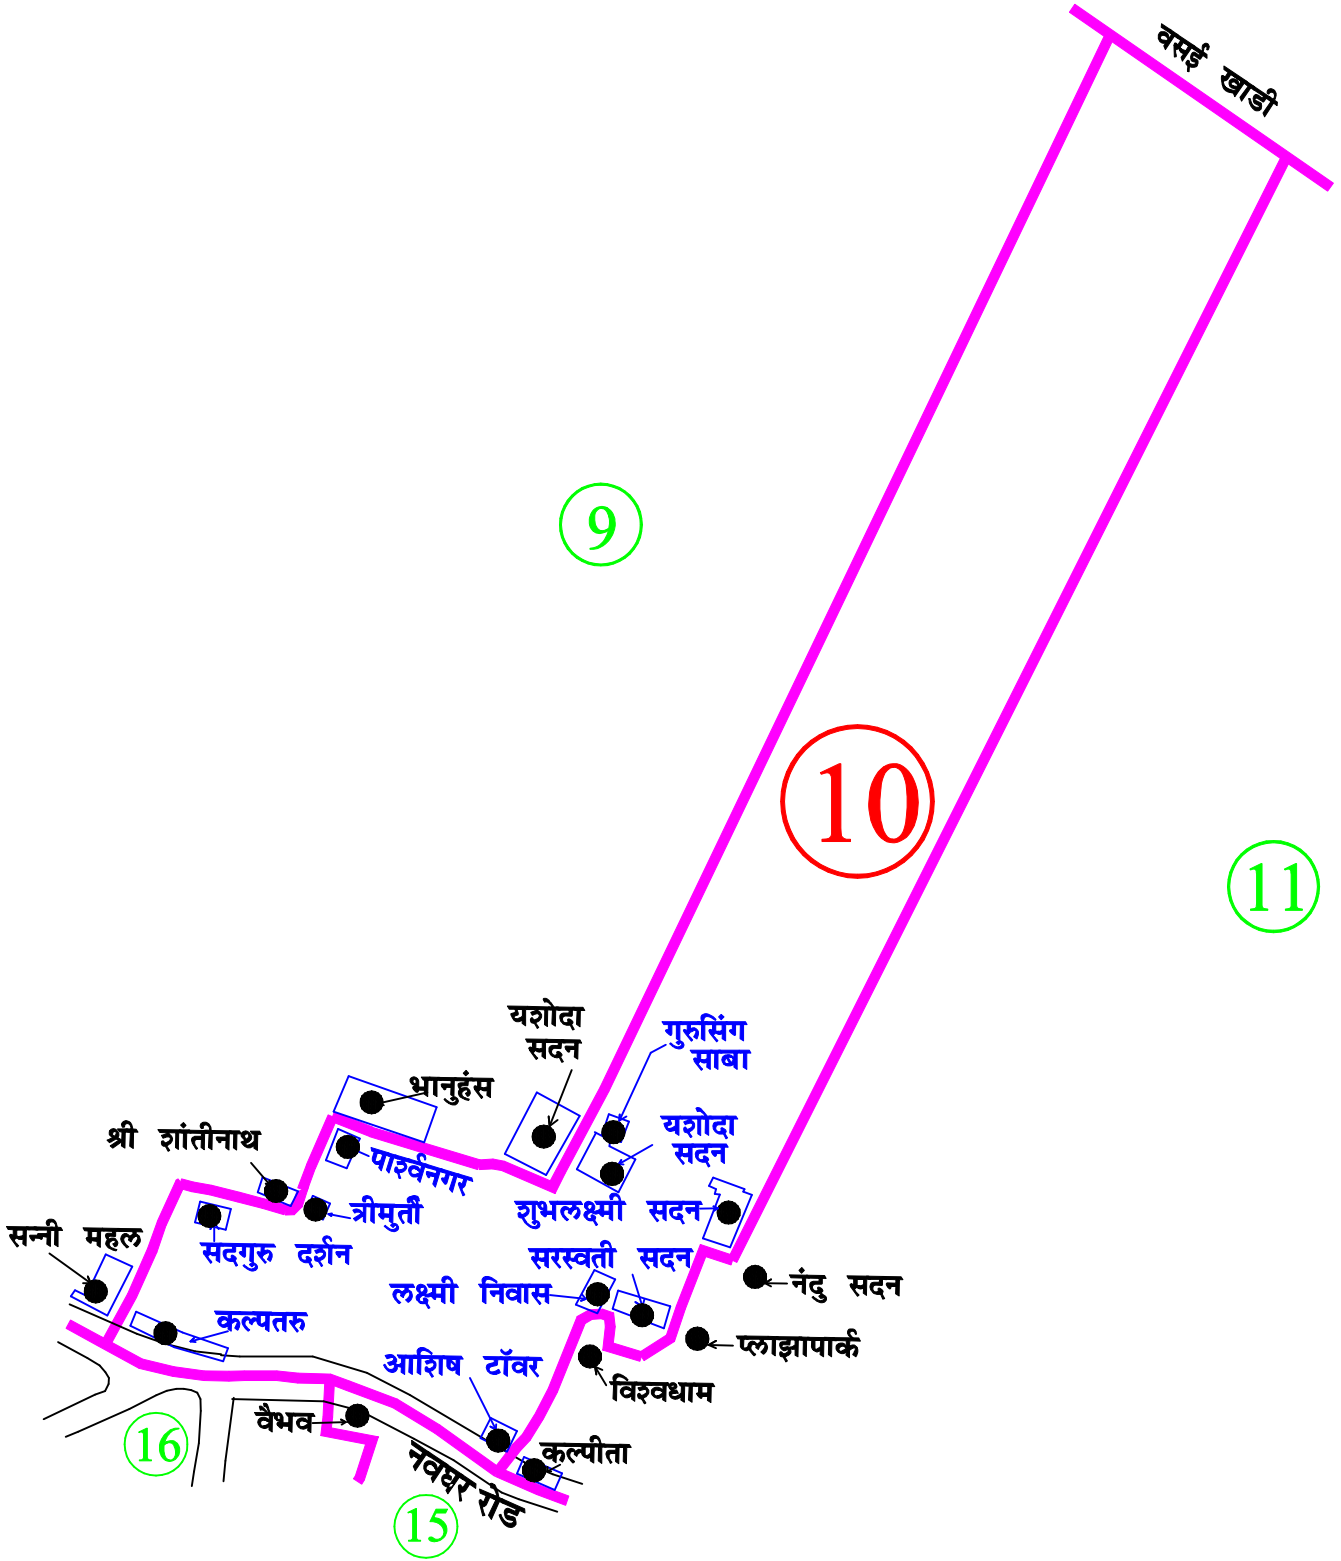 वसई खाडी
9
10
11
यशोदा
सदन
गुरुसिंग
साबा
भानुहंस
यशोदा
सदन
श्री शांतीनाथ
पार्श्वनगर
त्रीमुर्ती
शुभलक्ष्मी सदन
सन्नी महल
सदगुरु दर्शन
सरस्वती सदन
लक्ष्मी निवास
नंदु सदन
कल्पतरु
प्लाझापार्क
आशिष टॉवर
विश्वधाम
वैभव
16
कल्पीता
नवघर रोड
15